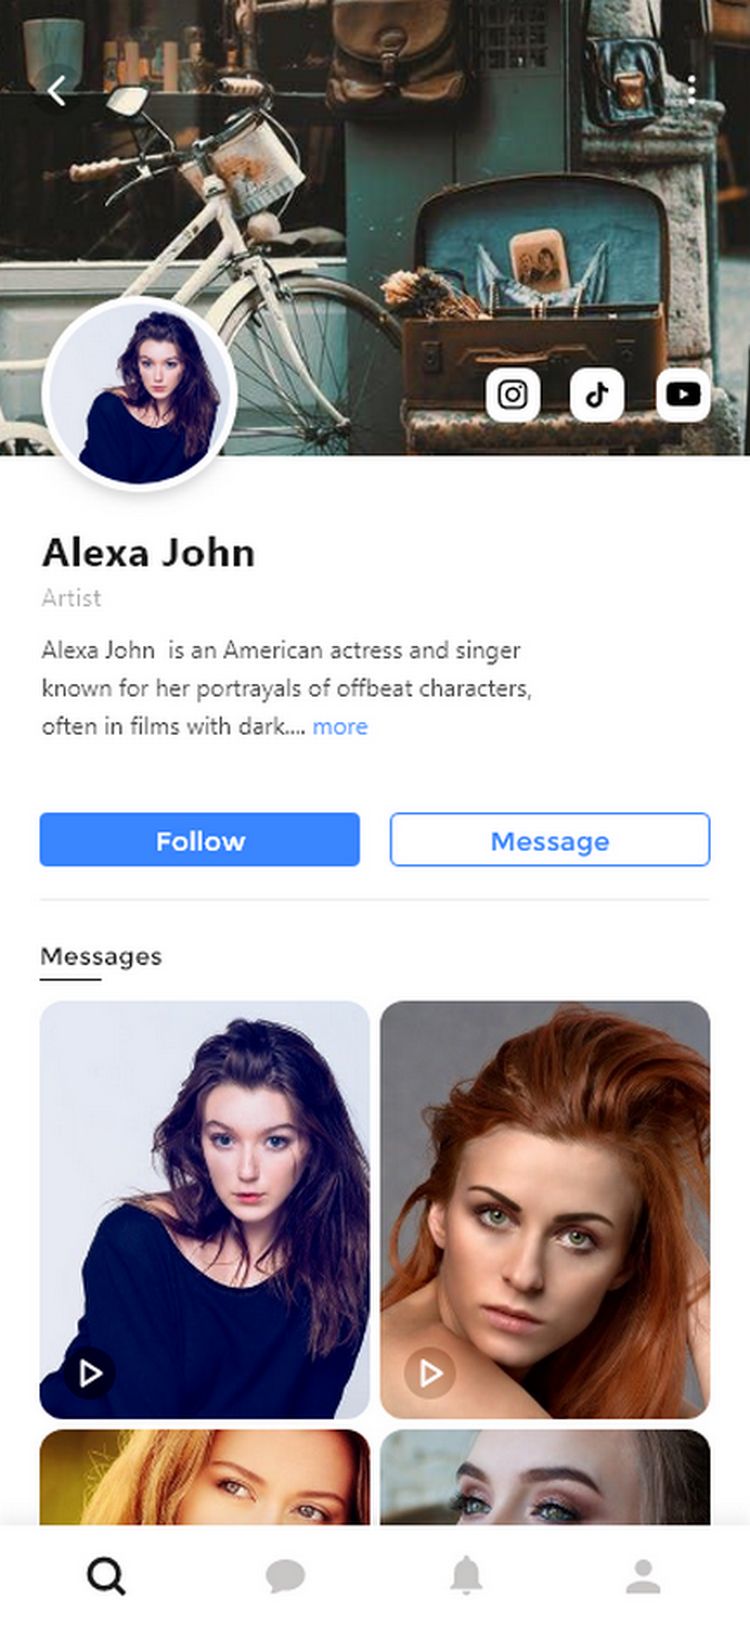 Alexa John
Artist
Alexa John is an American actress and singer
known for her portrayals of offbeat characters,
often in films with dark.... more
Follow
Message
Messages